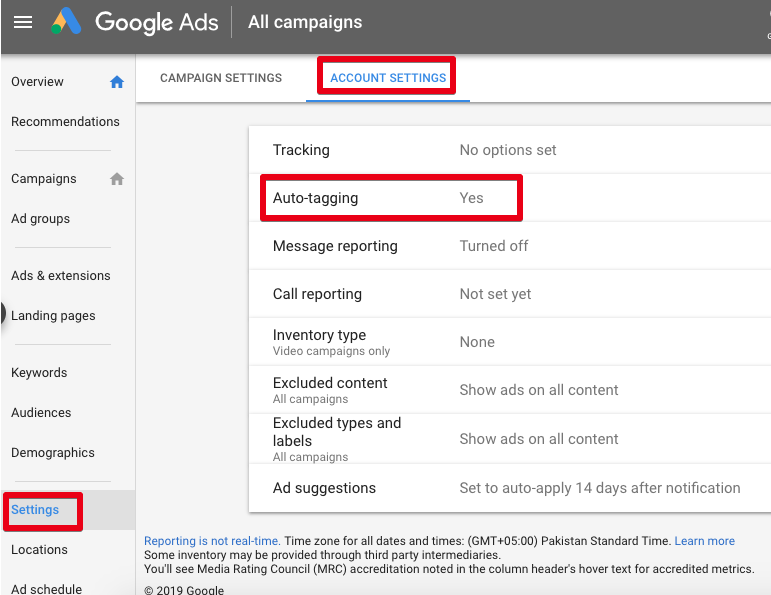 Google Ads All campaigns
Overview
Recommendations
Campaigns
Ad groups
Ads & extensions
Landing pages
Keywords
Audiences
Demographics
Settings
Locations
Ad schedule
CAMPAIGN SETTINGS ACCOUNT SETTINGS
Tracking No options set
Auto-tagging Yes
Message reporting Turned off
Call reporting Not set yet
Inventory type None
Video campaigns only
Excluded content Show ads on all content
All campaigns
Excluded types and
labels Show ads on all content
All campaigns
Ad suggestions Set to auto-apply 14 days after notification
Reporting is not real-time. Time zone for all dates and times: (GMT+05:00) Pakistan Standard Time. Learn more
Some inventory may be provided through third party intermediaries.
You'll see Media Rating Council (MRC) accreditation noted in the column header's hover text for accredited metrics.
© 2019 Google